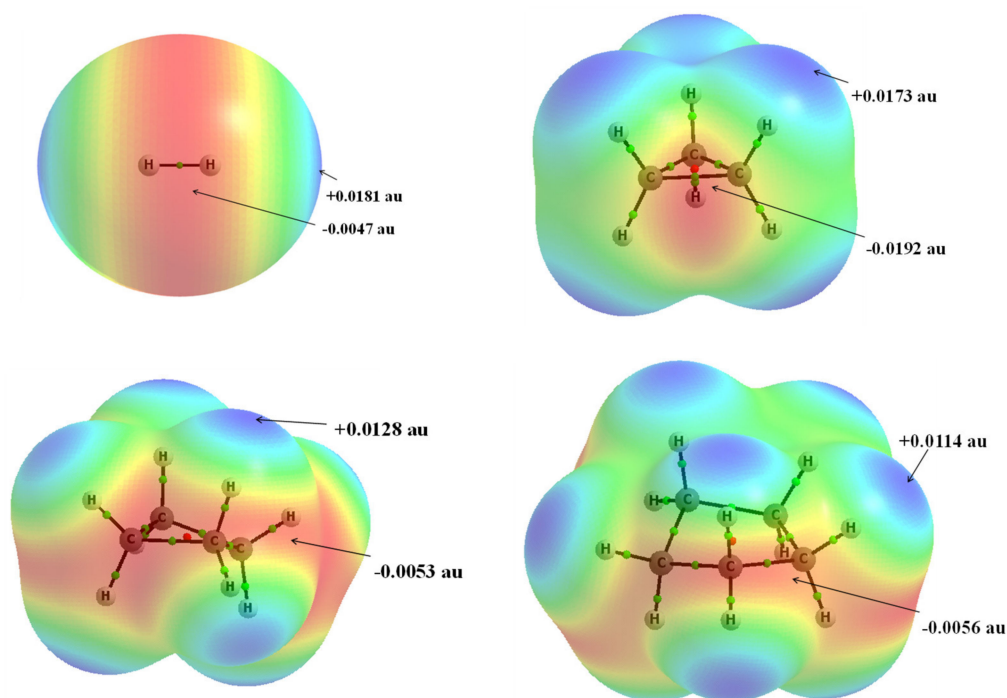 H H
+0.0181 au
-0.0047 au
H
+0.0173 au
H H
C
C C
H
H H
-0.0192 au
+0.0128 au
H
H H
C H
C C C
-0.0053 au
H H
H
+0.0114 au
H H
H C C
H H
H H
C C C
H H H
-0.0056 au